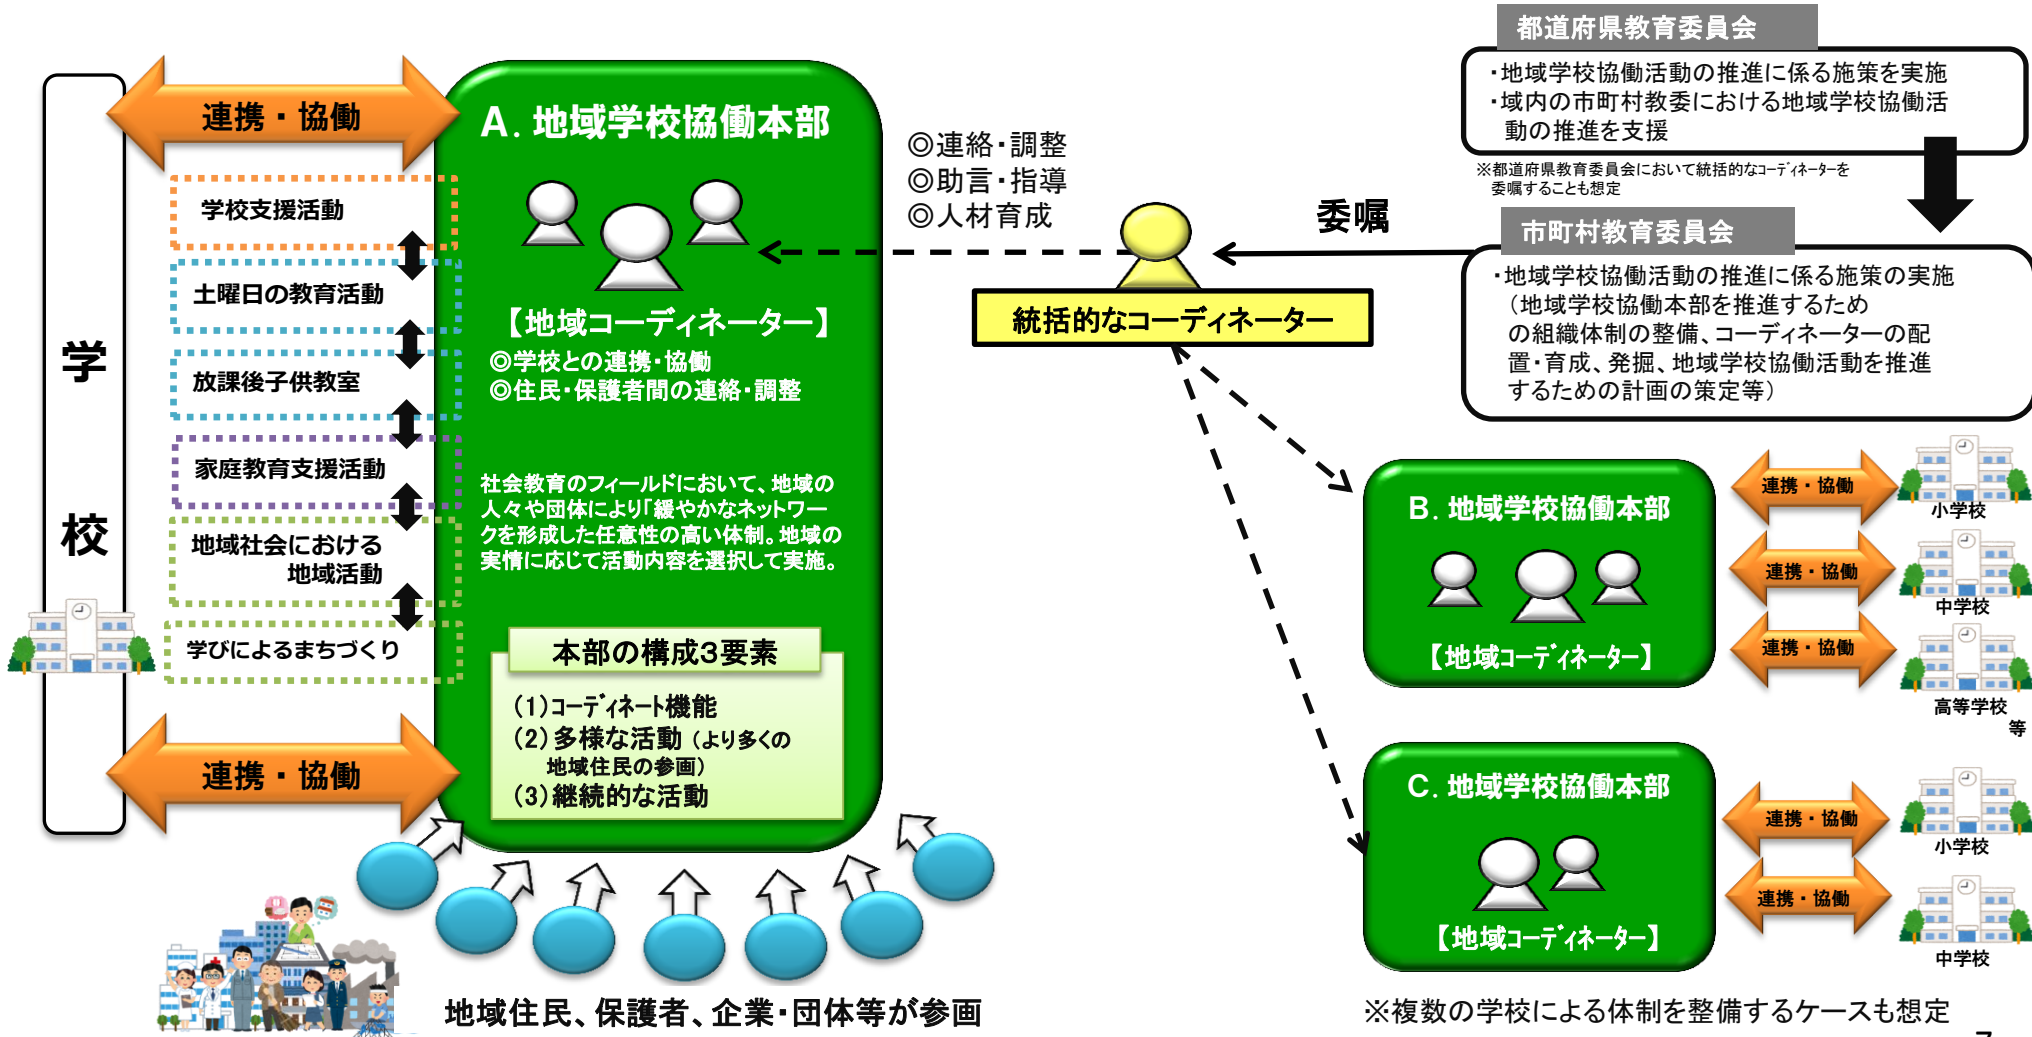 都道府県教育委員会
・地域学校協働活動の推進に係る施策を実施
・域内の市町村教委における地域学校協働活
動の推進を支援
※都道府県教育委員会において統括的なコーディネーターを
委嘱することも想定
市町村教育委員会
・地域学校協働活動の推進に係る施策の実施
（地域学校協働本部を推進するため
の組織体制の整備、コーディネーターの配
置・育成、発掘、地域学校協働活動を推進
するための計画の策定等）
委嘱
統括的なコーディネーター
◎連絡・調整
◎助言・指導
◎人材育成
学校
連携・協働
学校支援活動
土曜日の教育活動
放課後子供教室
家庭教育支援活動
地域社会における
地域活動
学びによるまちづくり
連携・協働
A．地域学校協働本部
【地域コーディネーター】
◎学校との連携・協働
◎住民・保護者間の連絡・調整
社会教育のフィールドにおいて、地域の
人々や団体により「緩やかなネットワー
クを形成した任意性の高い体制。地域の
実情に応じて活動内容を選択して実施。
本部の構成３要素
（1）コーディネート機能
（2）多様な活動（より多くの
地域住民の参画）
（3）継続的な活動
地域住民、保護者、企業・団体等が参画
B．地域学校協働本部
【地域コーディネーター】
連携・協働
小学校
連携・協働
中学校
連携・協働
高等学校
等
C．地域学校協働本部
【地域コーディネーター】
連携・協働
小学校
連携・協働
中学校
※複数の学校による体制を整備するケースも想定